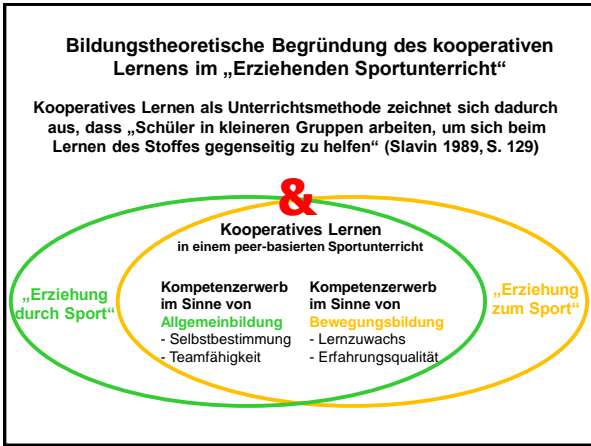 Bildungstheoretische Begründung des kooperativen
Lernens im „Erziehenden Sportunterricht“
Kooperatives Lernen als Unterrichtsmethode zeichnet sich dadurch
aus, dass „Schüler in kleineren Gruppen arbeiten, um sich beim
Lernen des Stoffes gegenseitig zu helfen“ (Slavin 1989, S. 129)
&
Kooperatives Lernen
in einem peer-basierten Sportunterricht
„Erziehung
durch Sport“
Kompetenzerwerb
im Sinne von
Allgemeinbildung
- Selbstbestimmung
- Teamfähigkeit
Kompetenzerwerb
im Sinne von
Bewegungsbildung
- Lernzuwachs
- Erfahrungsqualität
„Erziehung
zum Sport“